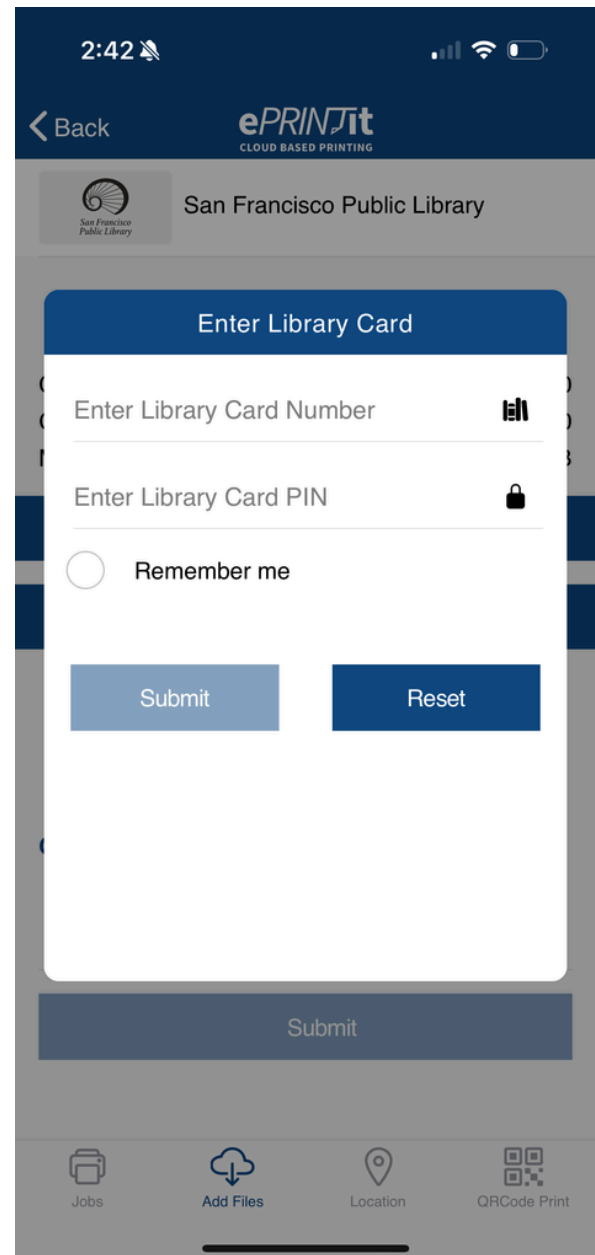 2:42
Back
ePRINTit
CLOUD BASED PRINTING
San Francisco
Public Library
San Francisco Public Library
Enter Library Card
Enter Library Card Number
Enter Library Card PIN
Remember me
Submit Reset
Submit
Jobs Add Files Location QRCode Print